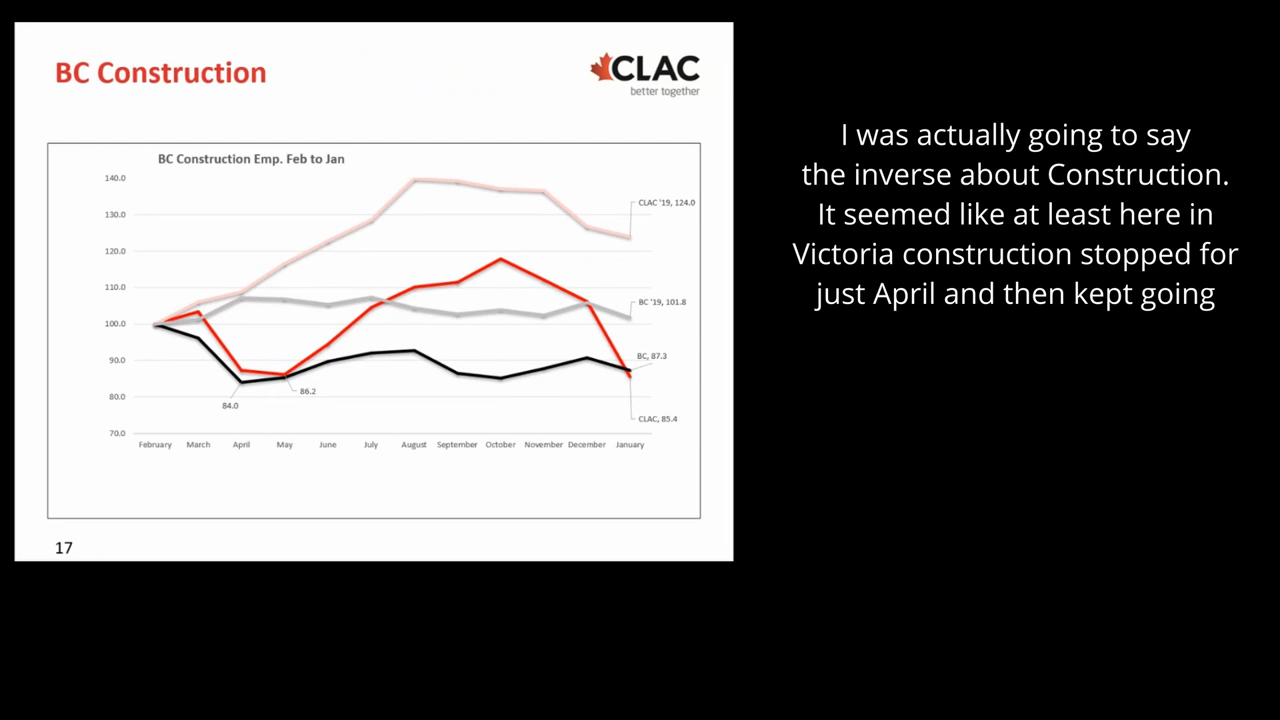 BC Construction
CLAC
better together
BC Construction Emp. Feb to Jan
140.0
130.0
120.0
110.0
100.0
90.0
80.0
70.0
CLAC '19, 124.0
BC '19, 101.8
BC, 87.3
CLAC, 85.4
84.0
86.2
February March April May June July August September October November December January
17
I was actually going to say
the inverse about Construction.
It seemed like at least here in
Victoria construction stopped for
just April and then kept going